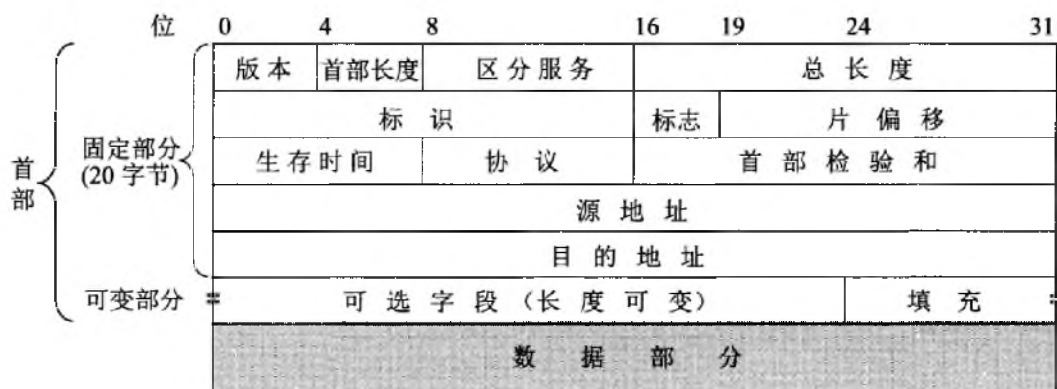 位 0 4 8 16 19 24 31
版本 首部长度 区分服务 总长度
标识 标志 片偏移
首部
固定部分
(20 字节)
生存时间 协议 首部检验和
源地址
目的地址
可变部分 可选字段（长度可变） 填充
数据部分